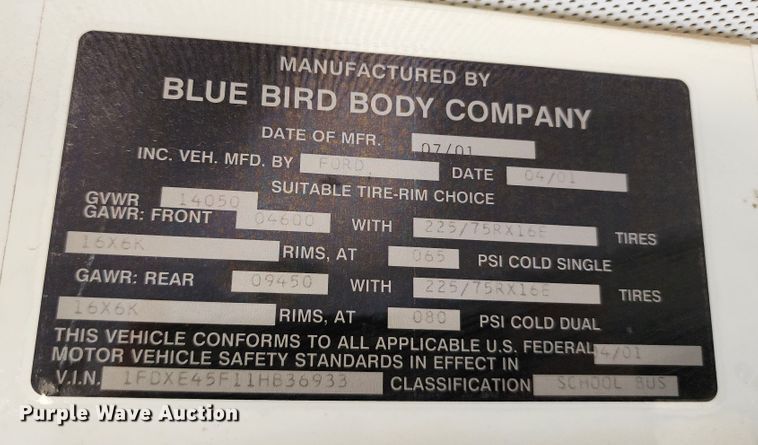 MANUFACTURED BY
BLUE BIRD BODY COMPANY
DATE OF MFR. 07/01
INC. VEH. MFD. BY FORD DATE 04/01
SUITABLE TIRE-RIM CHOICE
GVWR 14050
GAWR: FRONT 04600 WITH 225/75RX16E TIRES
16X6K RIMS, AT 065 PSI COLD SINGLE
GAWR: REAR 09450 WITH 225/75RX16E TIRES
16X6K RIMS, AT 080 PSI COLD DUAL
THIS VEHICLE CONFORMS TO ALL APPLICABLE U.S. FEDERAL
MOTOR VEHICLE SAFETY STANDARDS IN EFFECT IN 04/01
V.I.N. 1FDXE45F11HB36933 CLASSIFICATION SCHOOL BUS
Purple Wave Auction